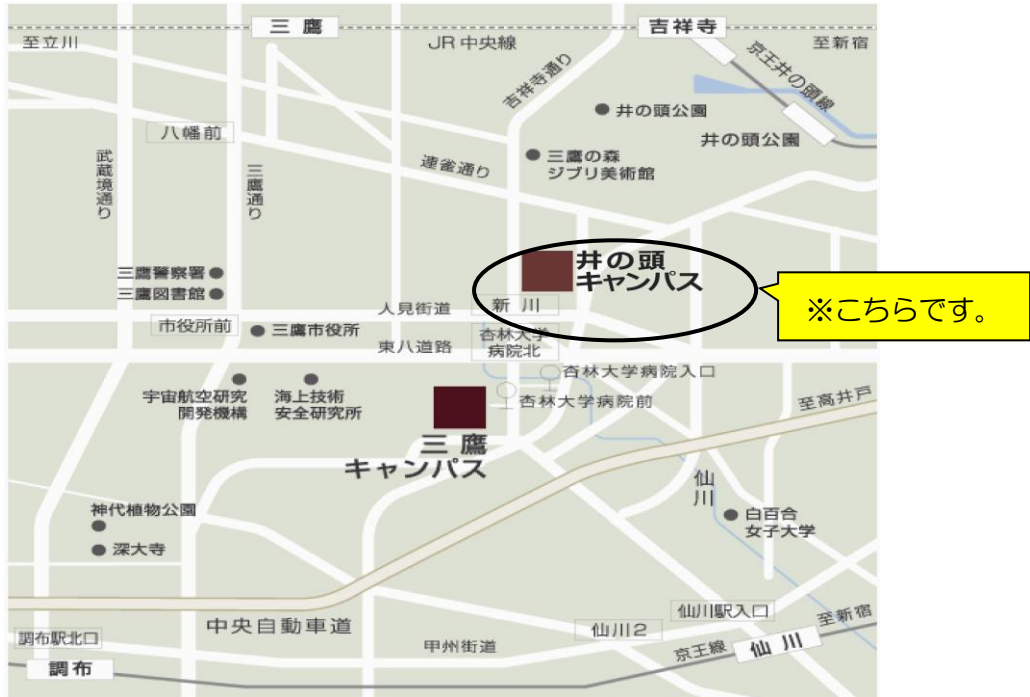 三鷹
吉祥寺
至立川
JR中央線
至新宿
吉祥寺通り
京王井の頭線
井の頭公園
井の頭公園
八幡前
武蔵境通り
三鷹通り
連雀通り
三鷹の森
ジブリ美術館
三鷹警察署
三鷹図書館
井の頭
キャンパス
※こちらです。
人見街道
新川
市役所前
三鷹市役所
東八道路
杏林大学
病院北
杏林大学病院入口
杏林大学病院前
宇宙航空研究
開発機構
海上技術
安全研究所
至高井戸
三鷹
キャンパス
仙川
神代植物公園
深大寺
白百合
女子大学
中央自動車道
仙川駅入口
至新宿
調布駅北口
仙川2
甲州街道
京王線
仙川
調布